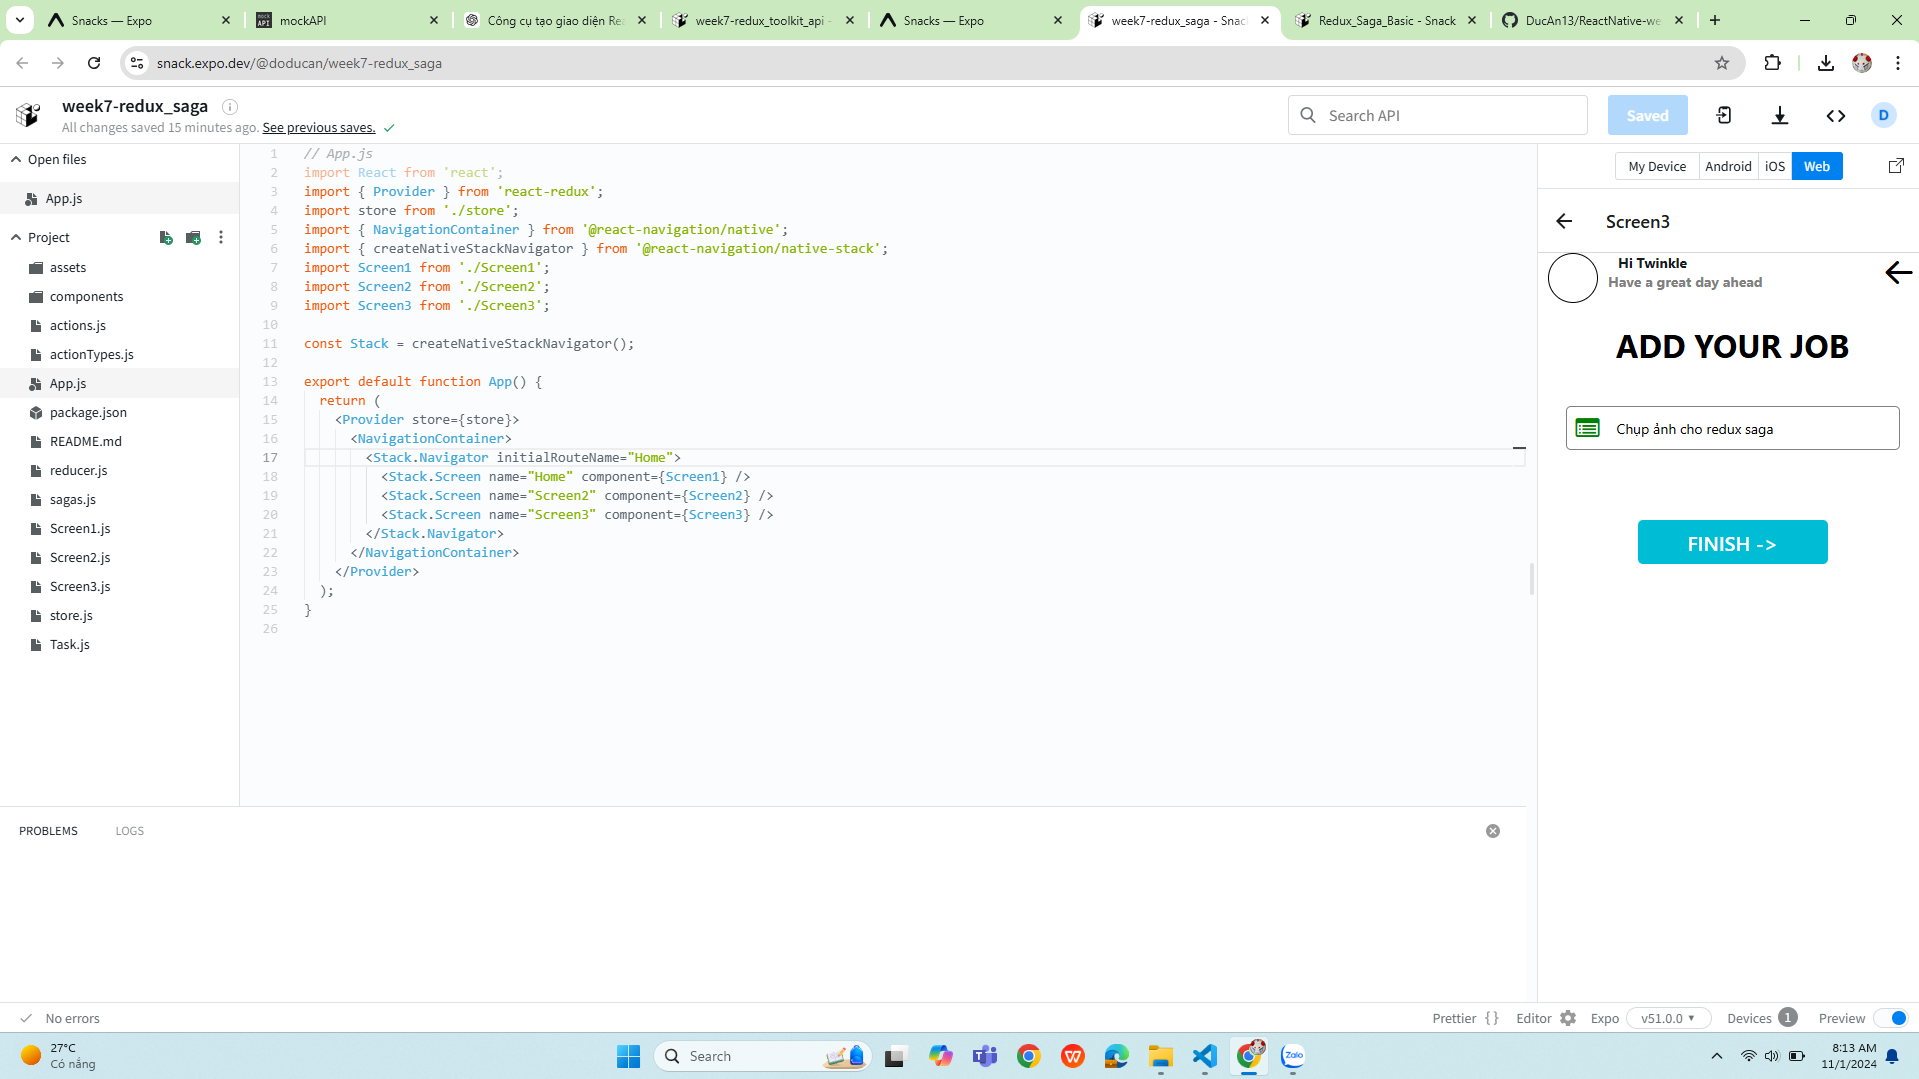 Snacks — Expo
mockAPI
Công cụ tạo giao diện Rea
week7-redux_toolkit_api -
Snacks — Expo
week7-redux_saga - Snac
Redux_Saga_Basic - Snack
DucAn13/ReactNative-we
snack.expo.dev/@doducan/week7-redux_saga
week7-redux_saga
All changes saved 15 minutes ago. See previous saves.
Search API
Saved
D
Open files
App.js
Project
assets
components
actions.js
actionTypes.js
App.js
package.json
README.md
reducer.js
sagas.js
Screen1.js
Screen2.js
Screen3.js
store.js
Task.js
1 // App.js
2 import React from 'react';
3 import { Provider } from 'react-redux';
4 import store from './store';
5 import { NavigationContainer } from '@react-navigation/native';
6 import { createNativeStackNavigator } from '@react-navigation/native-stack';
7 import Screen1 from './Screen1';
8 import Screen2 from './Screen2';
9 import Screen3 from './Screen3';
10
11 const Stack = createNativeStackNavigator();
12
13 export default function App() {
14 return (
15 <Provider store={store}>
16 <NavigationContainer>
17 <Stack.Navigator initialRouteName="Home">
18 <Stack.Screen name="Home" component={Screen1} />
19 <Stack.Screen name="Screen2" component={Screen2} />
20 <Stack.Screen name="Screen3" component={Screen3} />
21 </Stack.Navigator>
22 </NavigationContainer>
23 </Provider>
24 );
25 }
26
My Device Android iOS Web
Screen3
Hi Twinkle
Have a great day ahead
ADD YOUR JOB
Chụp ảnh cho redux saga
FINISH ->
PROBLEMS LOGS
No errors
Prettier { } Editor Expo v51.0.0 Devices 1 Preview
27°C
Có nắng
Search
Zalo
8:13 AM
11/1/2024